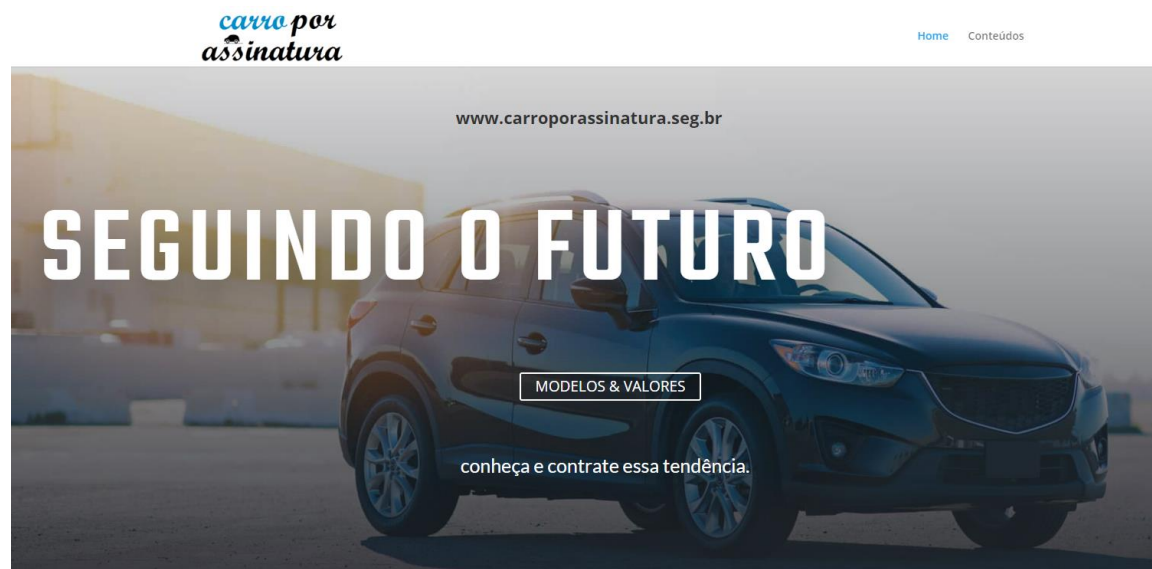 carro por
assinatura
Home
Conteúdos
www.carroporassinatura.seg.br
SEGUINDO O FUTURO
MODELOS & VALORES
conheça e contrate essa tendência.